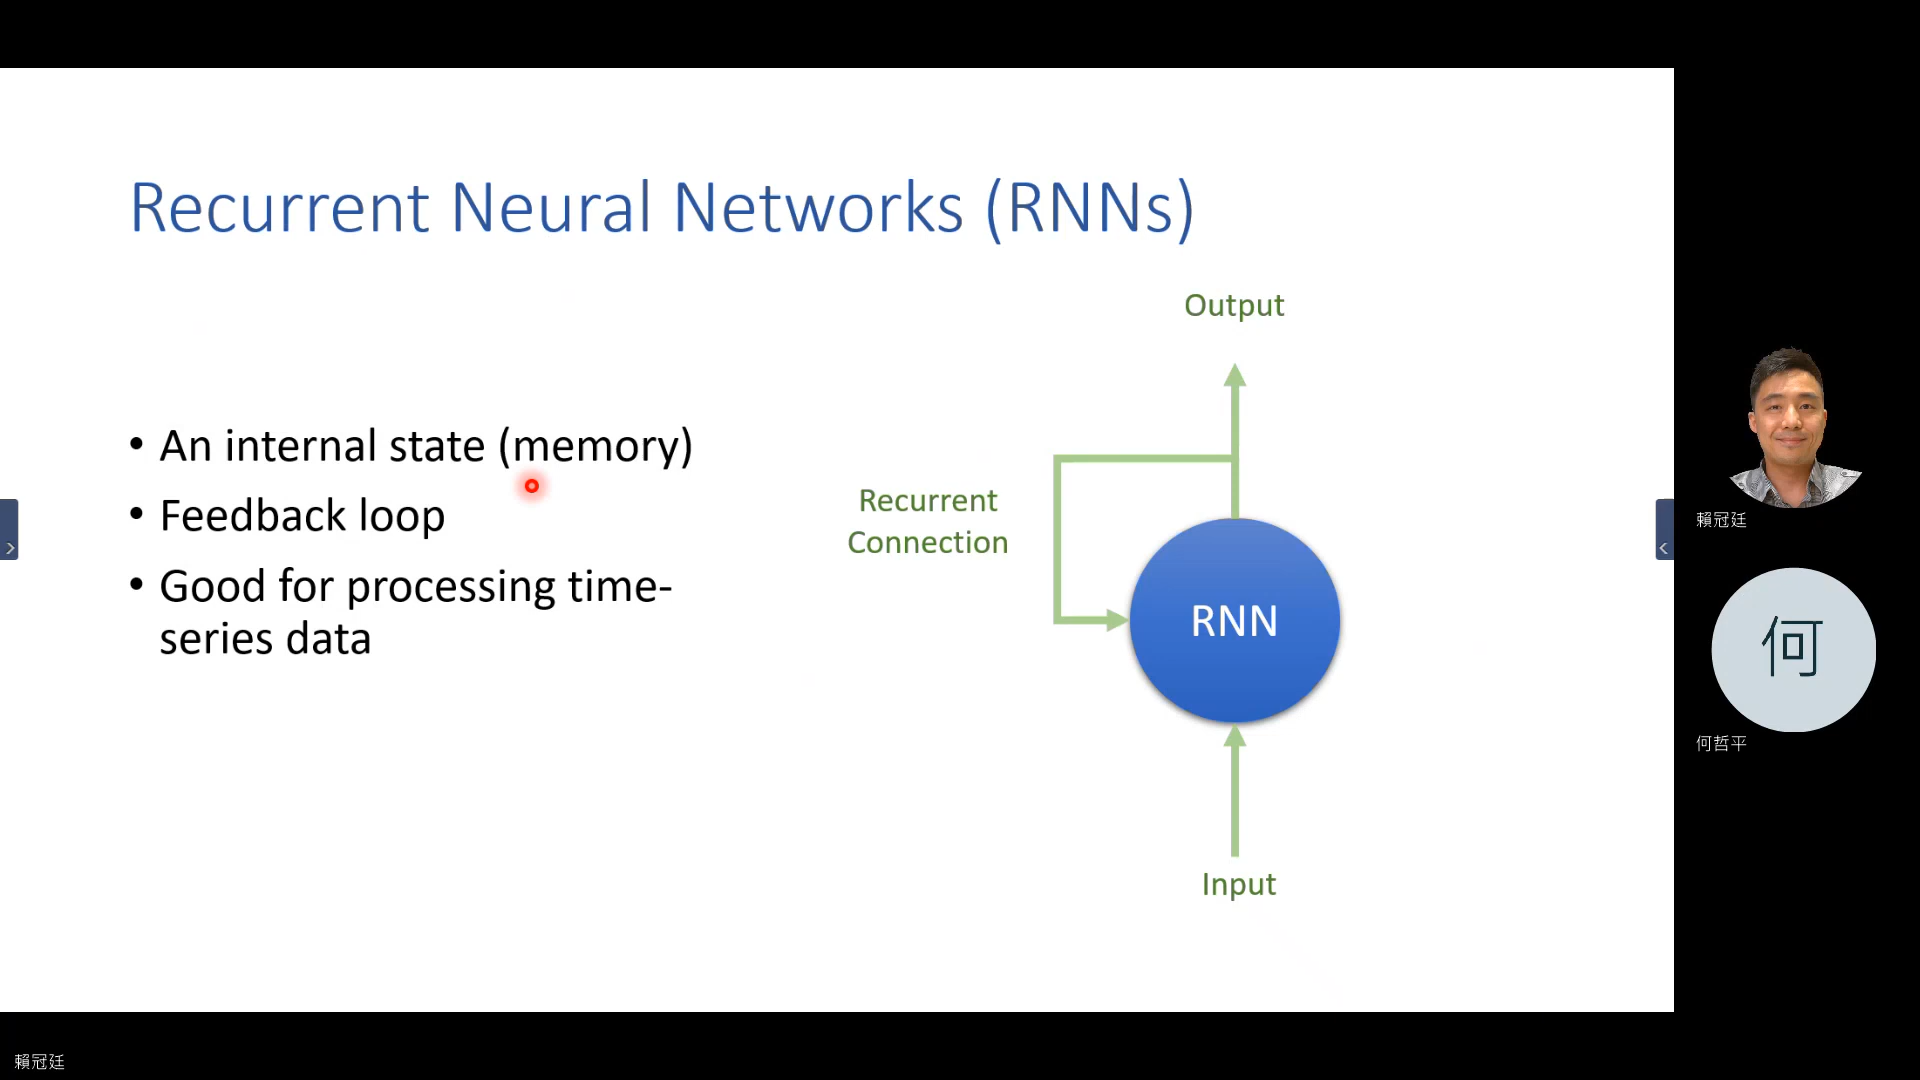 Recurrent Neural Networks (RNNs)
• An internal state (memory)
• Feedback loop
• Good for processing time-
series data
Output
Recurrent
Connection
RNN
Input
賴冠廷
何
何哲平
賴冠廷